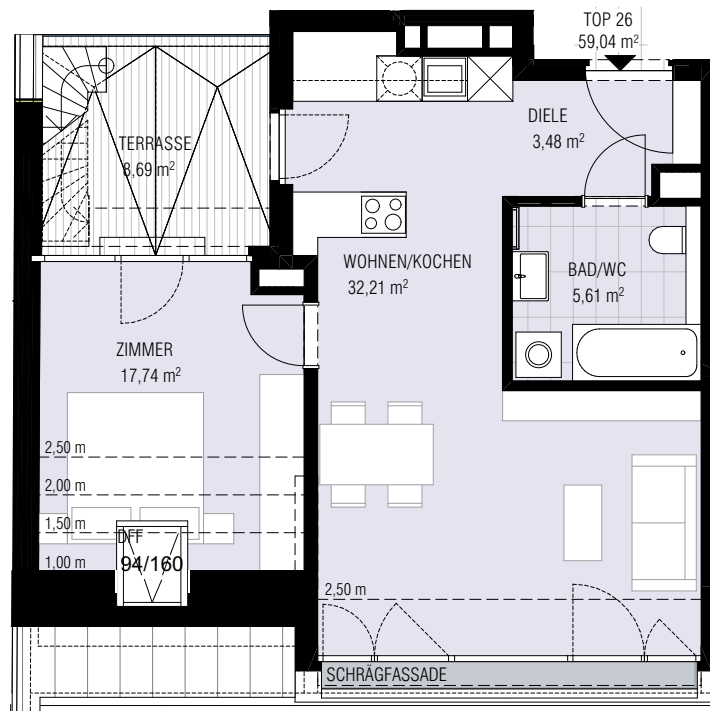 TOP 26
59,04 m²
DIELE
3,48 m²
TERRASSE
8,69 m²
WOHNEN/KOCHEN
32,21 m²
BAD/WC
5,61 m²
ZIMMER
17,74 m²
2,50 m
2,00 m
1,50 m
DFF
1,00 m
94/160
2,50 m
SCHRÄGFASSADE